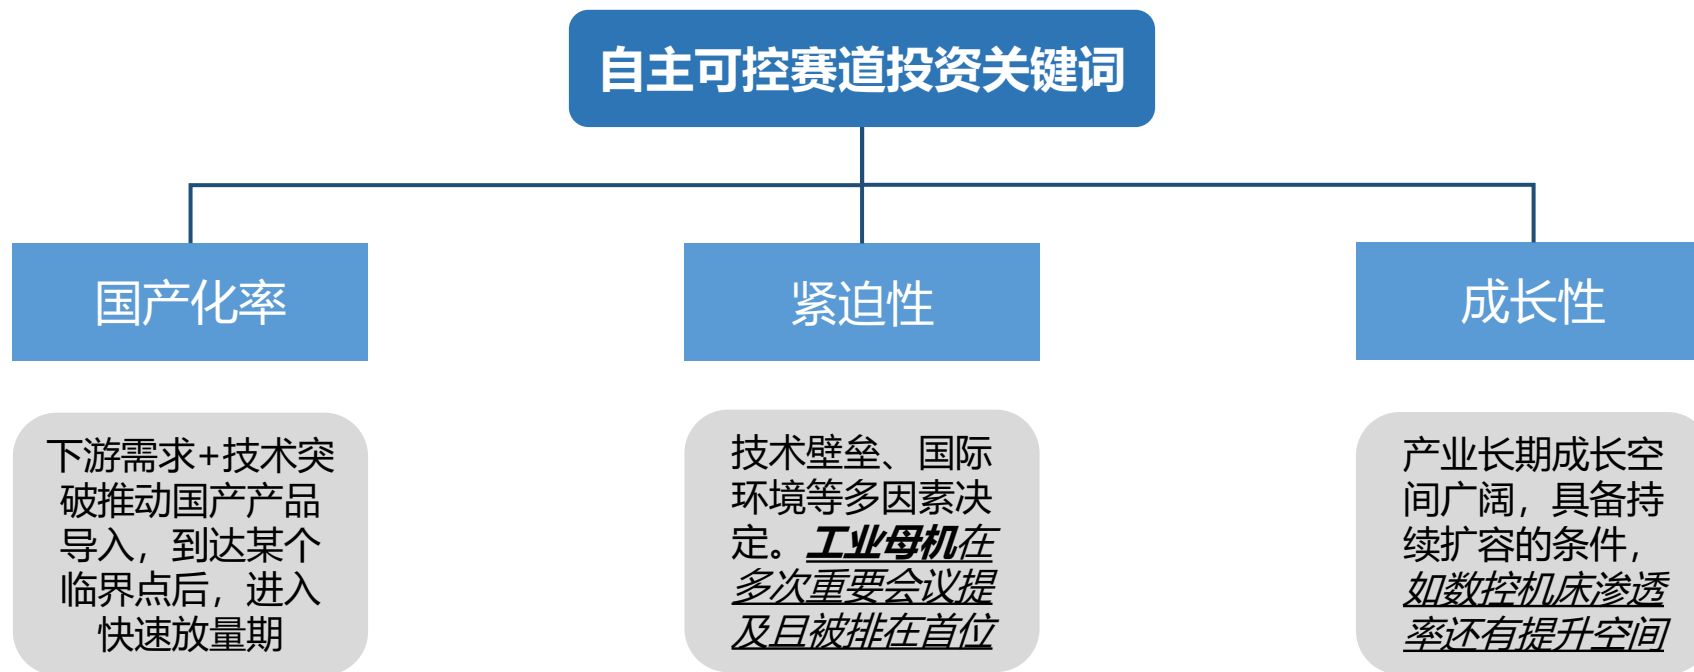 自主可控赛道投资关键词
国产化率
紧迫性
成长性
下游需求+技术突
破推动国产产品
导入，到达某个
临界点后，进入
快速放量期
技术壁垒、国际
环境等多因素决
定。工业母机在
多次重要会议提
及且被排在首位
产业长期成长空
间广阔，具备持
续扩容的条件，
如数控机床渗透
率还有提升空间